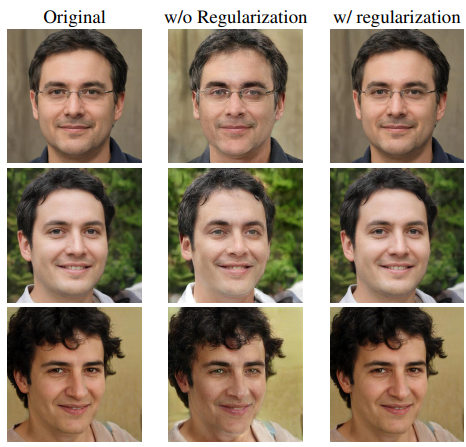 Original
w/o Regularization
w/ regularization